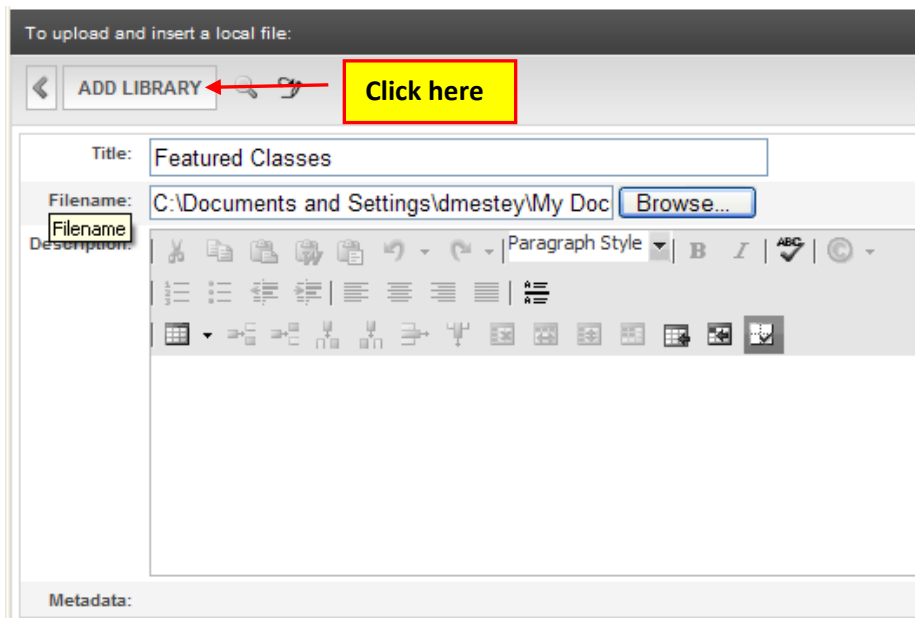 To upload and insert a local file:
ADD LIBRARY
Click here
Title: Featured Classes
Filename: C:\Documents and Settings\dmestey\My Doc Browse...
Filename
Description: Paragraph Style B I ABC ©
Metadata: